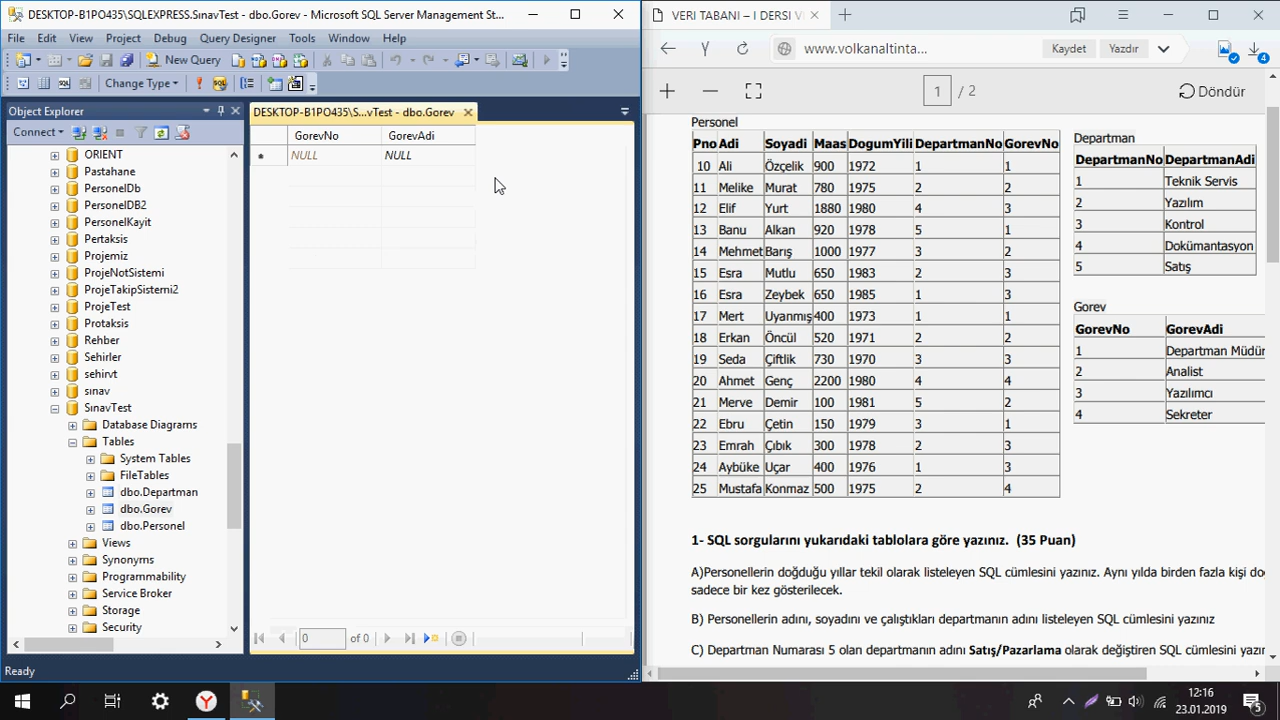 DESKTOP-B1PO435\SQLEXPRESS.SınavTest - dbo.Gorev - Microsoft SQL Server Management St...
File Edit View Project Debug Query Designer Tools Window Help
New Query
Change Type
Object Explorer
Connect
ORIENT
Pastahane
PersonelDb
PersonelDB2
PersonelKayit
Pertaksis
Projemiz
ProjeNotSistemi
ProjeTakipSistemi2
ProjeTest
Protaksis
Rehber
Sehirler
sehirvt
sınav
SınavTest
Database Diagrams
Tables
System Tables
FileTables
dbo.Departman
dbo.Gorev
dbo.Personel
Views
Synonyms
Programmability
Service Broker
Storage
Security
DESKTOP-B1PO435\S...vTest - dbo.Gorev
GorevNo GorevAdi
NULL NULL
0 of 0
Ready
VERİ TABANI – I DERSİ V
www.volkanaltinta...
Kaydet Yazdır
1 / 2
Döndür
Personel
Pno Adi Soyadi Maas DogumYili DepartmanNo GorevNo
10 Ali Özçelik 900 1972 1 1
11 Melike Murat 780 1975 2 2
12 Elif Yurt 1880 1980 4 3
13 Banu Alkan 920 1978 5 1
14 Mehmet Barış 1000 1977 3 2
15 Esra Mutlu 650 1983 2 3
16 Esra Zeybek 650 1985 1 3
17 Mert Uyanmış 400 1973 1 1
18 Erkan Öncül 520 1971 2 2
19 Seda Çiftlik 730 1970 3 3
20 Ahmet Genç 2200 1980 4 4
21 Merve Demir 100 1981 5 2
22 Ebru Çetin 150 1979 3 1
23 Emrah Çıbık 300 1978 2 3
24 Aybüke Uçar 400 1976 1 3
25 Mustafa Konmaz 500 1975 2 4
Departman
DepartmanNo DepartmanAdi
1 Teknik Servis
2 Yazılım
3 Kontrol
4 Dokümantasyon
5 Satış
Gorev
GorevNo GorevAdi
1 Departman Müdür
2 Analist
3 Yazılımcı
4 Sekreter
1- SQL sorgularını yukarıdaki tablolara göre yazınız. (35 Puan)
A)Personellerin doğduğu yıllar tekil olarak listeleyen SQL cümlesini yazınız. Aynı yılda birden fazla kişi do
sadece bir kez gösterilecek.
B) Personellerin adını, soyadını ve çalıştıkları departmanın adını listeleyen SQL cümlesini yazınız
C) Departman Numarası 5 olan departmanın adını Satış/Pazarlama olarak değiştiren SQL cümlesini yazır
12:16
23.01.2019
5